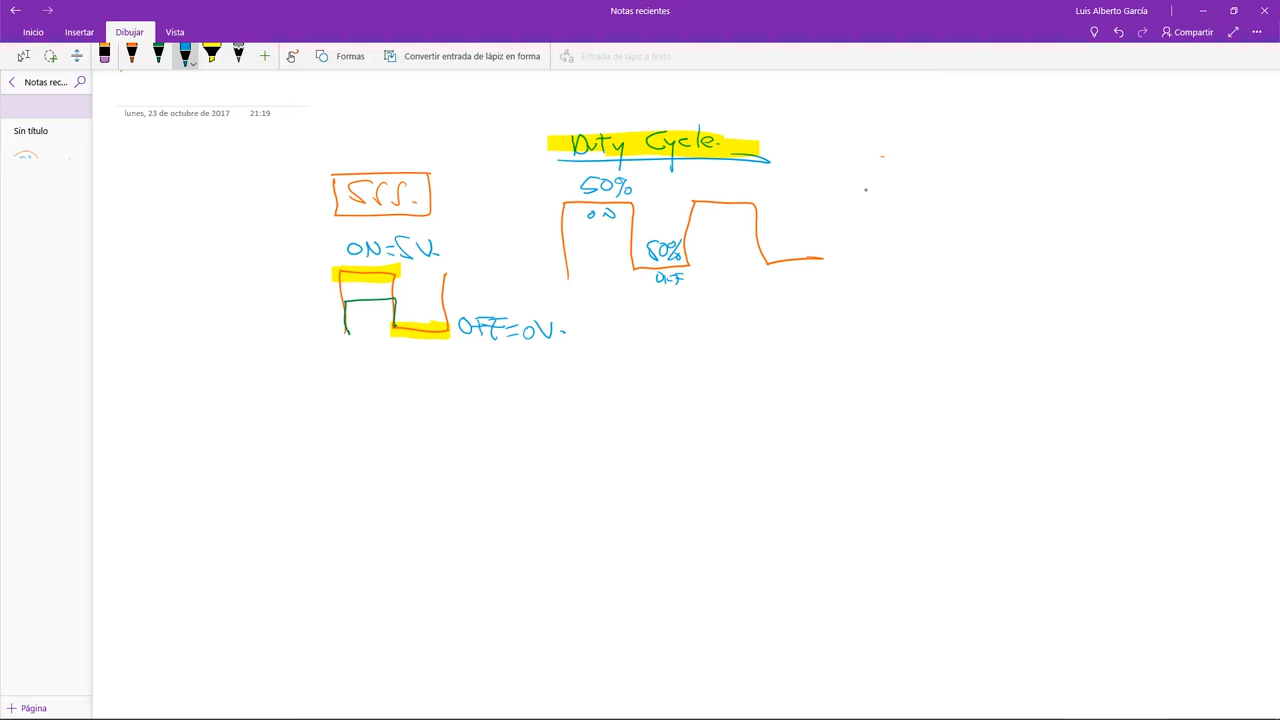 Notas recientes
Luis Alberto García
Inicio
Insertar
Dibujar
Vista
Compartir
Formas
Convertir entrada de lápiz en forma
Entrada de lápiz a texto
Notas rec...
lunes, 23 de octubre de 2017 21:19
Sin título
Duty Cycle.
50%
ON
555.
ON=5V.
50%
OFF
OFF=0V.
Página